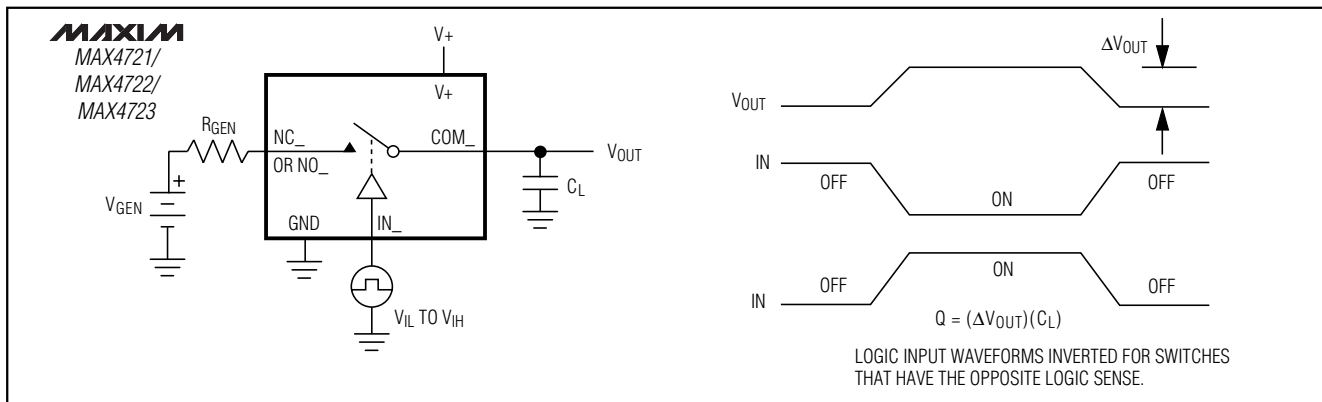 MAXIM
MAX4721/
MAX4722/
MAX4723
V+
V+
RGEN
NC_
OR NO_
COM_
VOUT
CL
VGEN
+
GND
IN_
VIL TO VIH
ΔVOUT
VOUT
IN
OFF
ON
OFF
IN
OFF
ON
OFF
Q = (ΔVOUT)(CL)
LOGIC INPUT WAVEFORMS INVERTED FOR SWITCHES
THAT HAVE THE OPPOSITE LOGIC SENSE.